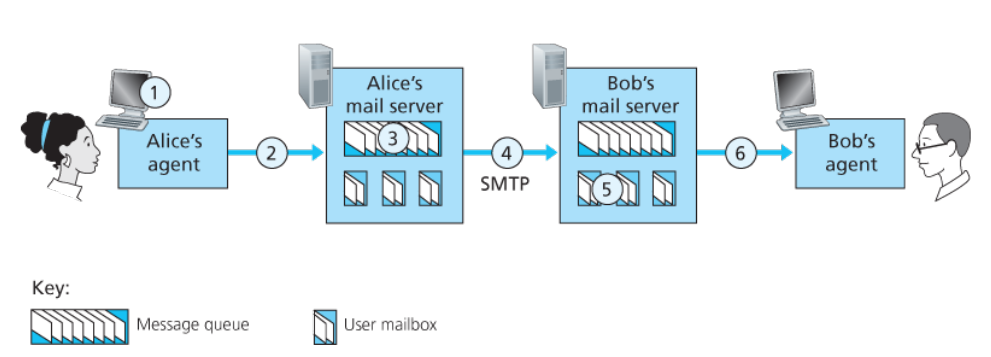 1
Alice's
agent
2
Alice's
mail server
3
4
SMTP
Bob's
mail server
5
6
Bob's
agent
Key:
Message queue
User mailbox